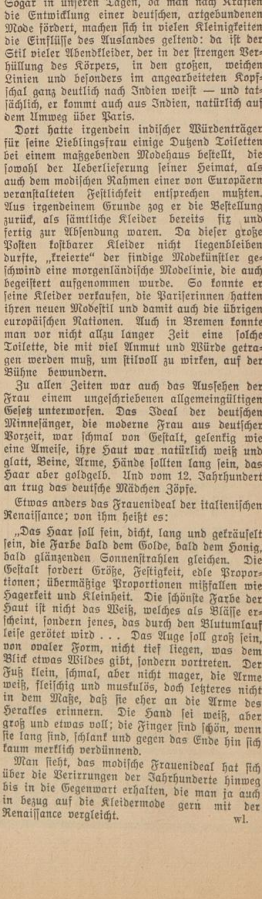 Sogar in unseren Tagen, da man nach Kräften
die Entwicklung einer deutschen, artgebundenen
Mode fördert, machen sich in vielen Kleinigkeiten
die Einflüsse des Auslandes geltend: da ist der
Stil vieler Abendkleider, der in der strengen Ver-
hüllung des Körpers, in den großen, weichen
Linien und besonders im angearbeiteten Kopf-
schal ganz deutlich nach Indien weist — und tat-
sächlich, er kommt auch aus Indien, natürlich auf
dem Umweg über Paris.
Dort hatte irgendein indischer Würdenträger
für seine Lieblingsfrau einige Dutzend Toiletten
bei einem maßgebenden Modehaus bestellt, die
sowohl der Ueberlieferung seiner Heimat, als
auch dem modischen Rahmen einer von Europäern
veranstalteten Festlichkeit entsprechen mußten.
Aus irgendeinem Grunde zog er die Bestellung
zurück, als sämtliche Kleider bereits fix und
fertig zur Absendung waren. Da dieser große
Posten kostbarer Kleider nicht liegenbleiben
durfte, „kreierte“ der findige Modekünstler ge-
schwind eine morgenländische Modelinie, die auch
begeistert aufgenommen wurde. So konnte er
seine Kleider verkaufen, die Pariserinnen hatten
ihren neuen Modestil und damit auch die übrigen
europäischen Nationen. Auch in Bremen konnte
man vor nicht allzu langer Zeit eine solche
Toilette, die mit viel Anmut und Würde getra-
gen werden muß, um stilvoll zu wirken, auf der
Bühne bewundern.
Zu allen Zeiten war auch das Aussehen der
Frau einem ungeschriebenen allgemeingültigen
Gesetz unterworfen. Das Ideal der deutschen
Minnesänger, die moderne Frau aus deutscher
Vorzeit, war schmal von Gestalt, gelenkig wie
eine Ameise, ihre Haut war natürlich weiß und
glatt, Beine, Arme, Hände sollten lang sein, das
Haar aber goldgelb. Und vom 12. Jahrhundert
an trug das deutsche Mädchen Zöpfe.
Etwas anders das Frauenideal der italienischen
Renaissance; von ihm heißt es:
„Das Haar soll fein, dicht, lang und gekräuselt
sein, die Farbe bald dem Golde, bald dem Honig,
bald glänzenden Sonnenstrahlen gleichen. Die
Gestalt fordert Größe, Festigkeit, edle Propor-
tionen; übermäßige Proportionen mißfallen wie
Hagerkeit und Kleinheit. Die schönste Farbe der
Haut ist nicht das Weiß, welches als Blässe er-
scheint, sondern jenes, das durch den Blutumlauf
leise gerötet wird . . . Das Auge soll groß sein,
von ovaler Form, nicht tief liegen, was dem
Blick etwas Wildes gibt, sondern vortreten. Der
Fuß klein, schmal, aber nicht mager, die Arme
weiß, fleischig und muskulös, doch letzteres nicht
in dem Maße, daß sie eher an die Arme des
Herakles erinnern. Die Hand sei weiß, aber
groß und etwas voll; die Finger sind schön, wenn
sie lang sind, schlank und gegen das Ende hin sich
kaum merklich verdünnend.
Man sieht, das modische Frauenideal hat sich
über die Verirrungen der Jahrhunderte hinweg
bis in die Gegenwart erhalten, die man ja auch
in bezug auf die Kleidermode gern mit der
Renaissance vergleicht.
wl.